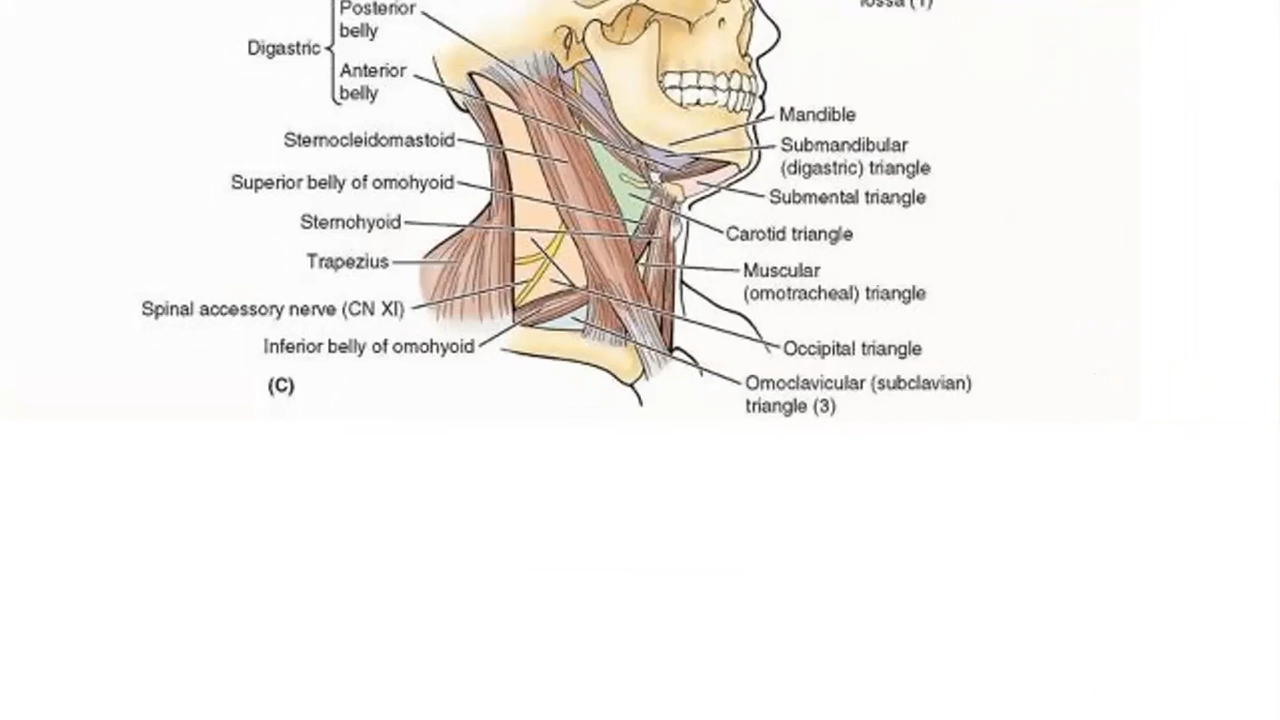 Posterior
belly
Digastric
Anterior
belly
Sternocleidomastoid
Superior belly of omohyoid
Sternohyoid
Trapezius
Spinal accessory nerve (CN XI)
Inferior belly of omohyoid
(C)
fossa (1)
Mandible
Submandibular
(digastric) triangle
Submental triangle
Carotid triangle
Muscular
(omotracheal) triangle
Occipital triangle
Omoclavicular (subclavian)
triangle (3)